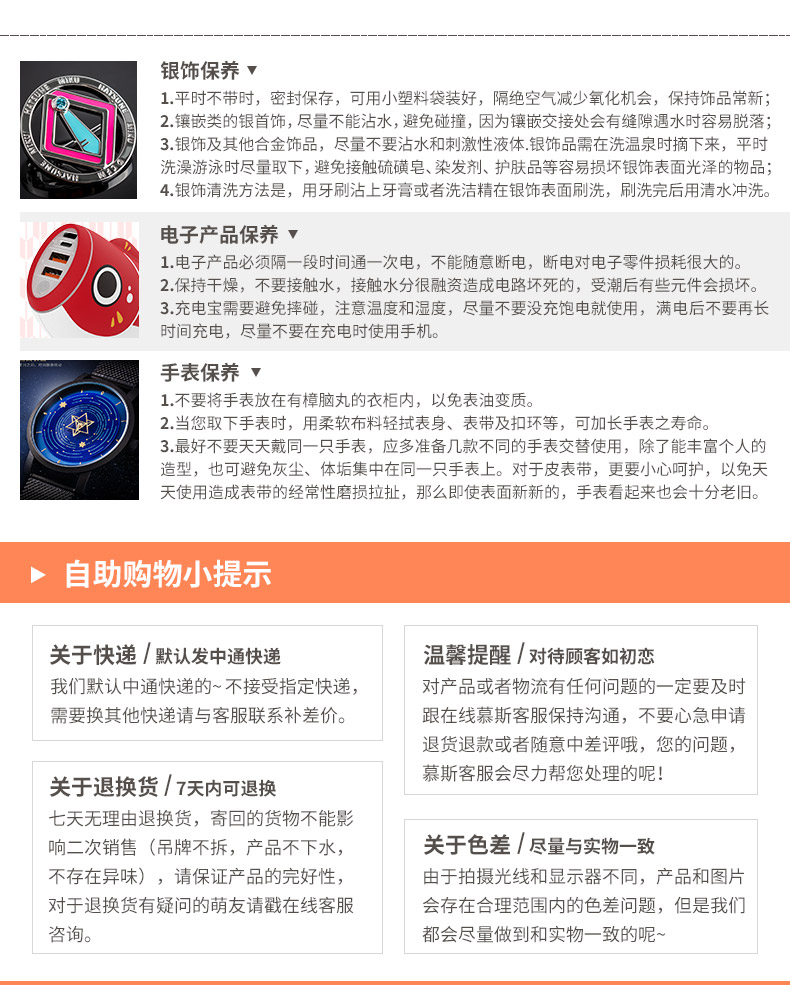 银饰保养 ▼
1.平时不带时，密封保存，可用小塑料袋装好，隔绝空气减少氧化机会，保持饰品常新；
2.镶嵌类的银首饰，尽量不能沾水，避免碰撞，因为镶嵌交接处会有缝隙遇水时容易脱落；
3.银饰及其他合金饰品，尽量不要沾水和刺激性液体.银饰品需在洗温泉时摘下来，平时
洗澡游泳时尽量取下，避免接触硫磺皂、染发剂、护肤品等容易损坏银饰表面光泽的物品；
4.银饰清洗方法是，用牙刷沾上牙膏或者洗洁精在银饰表面刷洗，刷洗完后用清水冲洗。
HATSUNE MIKU
电子产品保养 ▼
1.电子产品必须隔一段时间通一次电，不能随意断电，断电对电子零件损耗很大的。
2.保持干燥，不要接触水，接触水分很融资造成电路坏死的，受潮后有些元件会损坏。
3.充电宝需要避免摔碰，注意温度和湿度，尽量不要没充饱电就使用，满电后不要再长
时间充电，尽量不要在充电时使用手机。
手表保养 ▼
1.不要将手表放在有樟脑丸的衣柜内，以免表油变质。
2.当您取下手表时，用柔软布料轻拭表身、表带及扣环等，可加长手表之寿命。
3.最好不要天天戴同一只手表，应多准备几款不同的手表交替使用，除了能丰富个人的
造型，也可避免灰尘、体垢集中在同一只手表上。对于皮表带，更要小心呵护，以免天
天使用造成表带的经常性磨损拉扯，那么即使表面新新的，手表看起来也会十分老旧。
▶ 自助购物小提示
关于快递 / 默认发中通快递
我们默认中通快递的~不接受指定快递，
需要换其他快递请与客服联系补差价。
关于退换货 / 7天内可退换
七天无理由退换货，寄回的货物不能影
响二次销售（吊牌不拆，产品不下水，
不存在异味），请保证产品的完好性，
对于退换货有疑问的萌友请戳在线客服
咨询。
温馨提醒 / 对待顾客如初恋
对产品或者物流有任何问题的一定要及时
跟在线慕斯客服保持沟通，不要心急申请
退货退款或者随意中差评哦，您的问题，
慕斯客服会尽力帮您处理的呢！
关于色差 / 尽量与实物一致
由于拍摄光线和显示器不同，产品和图片
会存在合理范围内的色差问题，但是我们
都会尽量做到和实物一致的呢~